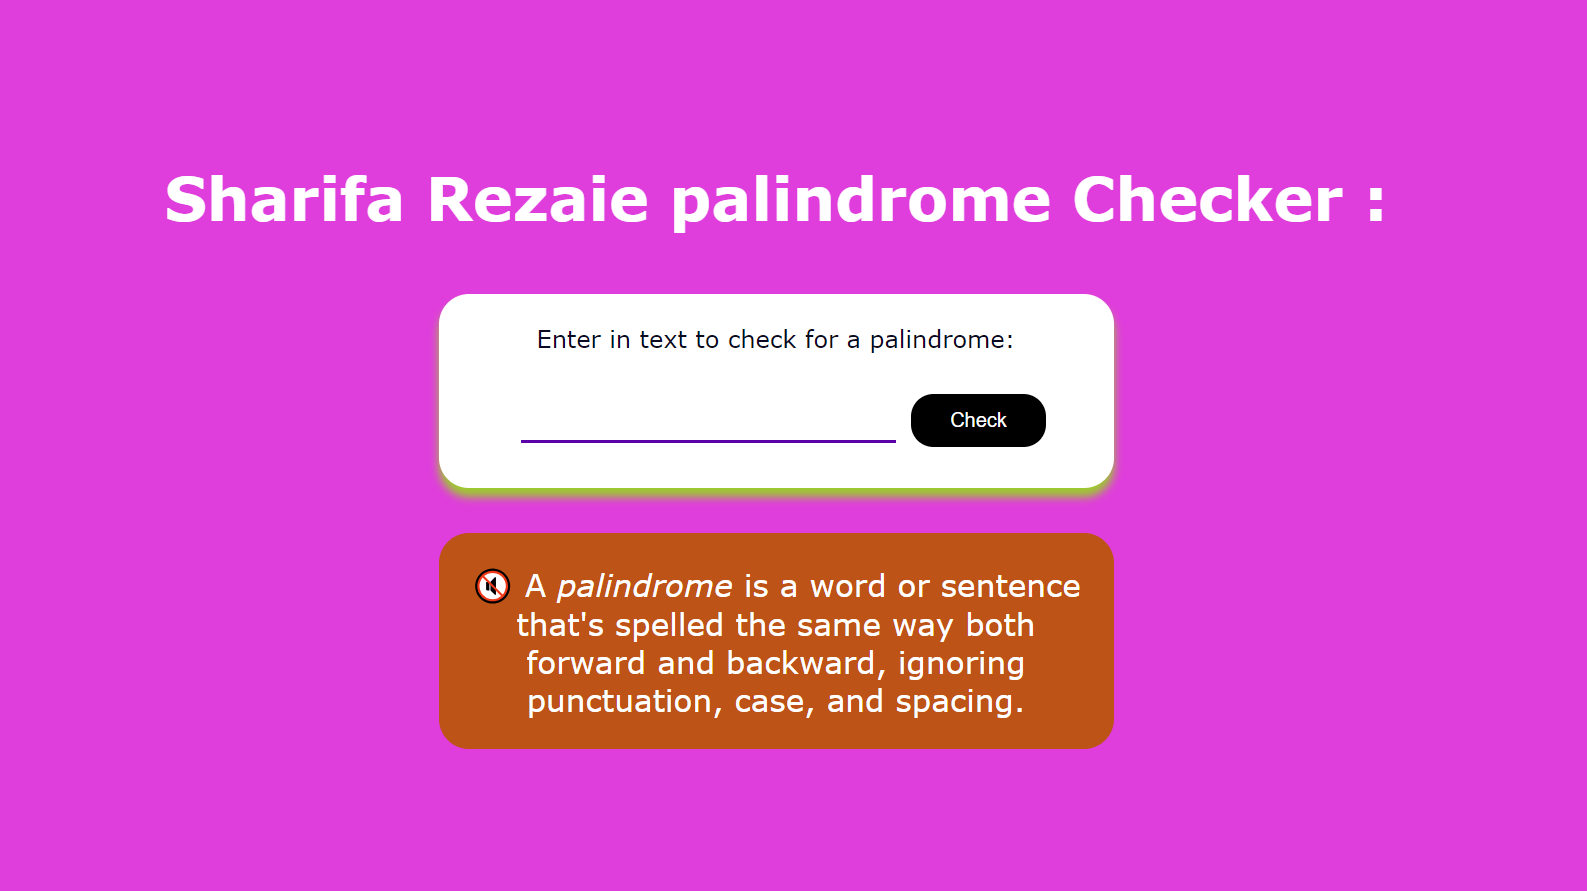 Sharifa Rezaie palindrome Checker :
Enter in text to check for a palindrome:
Check
🔇 A palindrome is a word or sentence
that's spelled the same way both
forward and backward, ignoring
punctuation, case, and spacing.